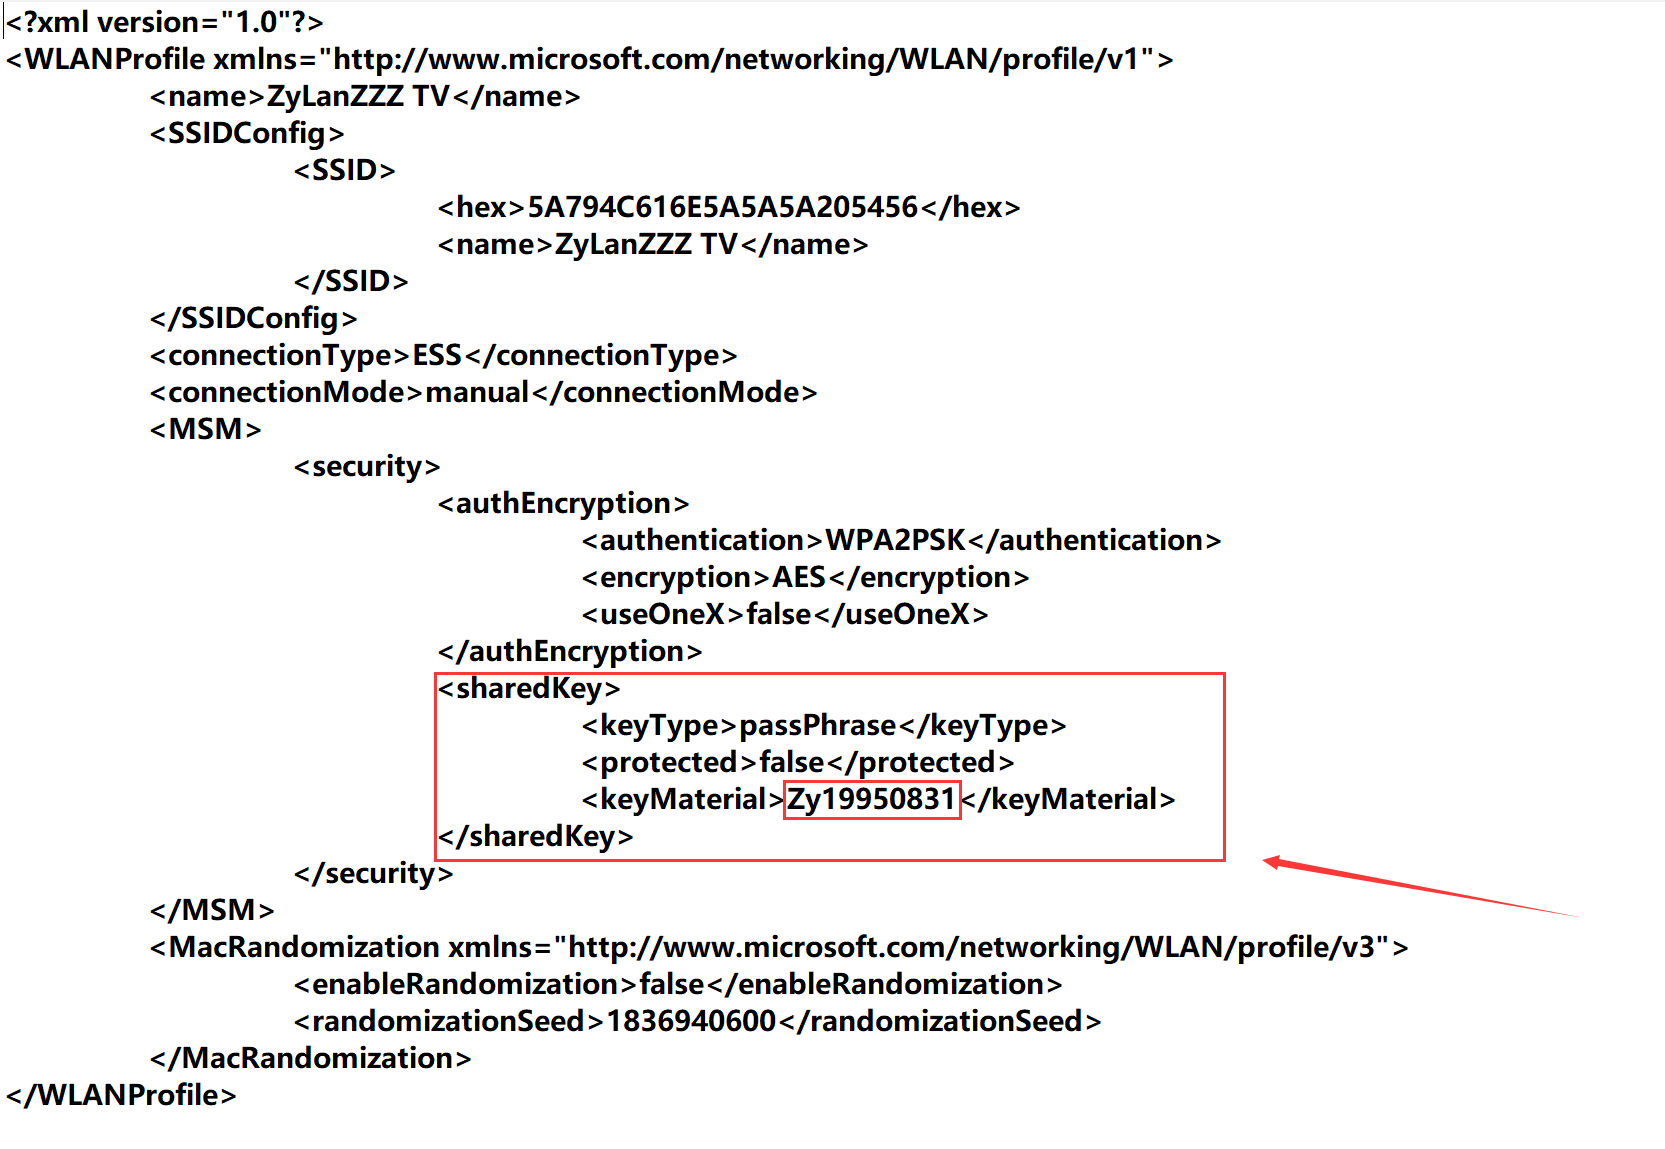 <?xml version="1.0"?>
<WLANProfile xmlns="http://www.microsoft.com/networking/WLAN/profile/v1">
<name>ZyLanZZZ TV</name>
<SSIDConfig>
<SSID>
<hex>5A794C616E5A5A5A205456</hex>
<name>ZyLanZZZ TV</name>
</SSID>
</SSIDConfig>
<connectionType>ESS</connectionType>
<connectionMode>manual</connectionMode>
<MSM>
<security>
<authEncryption>
<authentication>WPA2PSK</authentication>
<encryption>AES</encryption>
<useOneX>false</useOneX>
</authEncryption>
<sharedKey>
<keyType>passPhrase</keyType>
<protected>false</protected>
<keyMaterial>Zy19950831</keyMaterial>
</sharedKey>
</security>
</MSM>
<MacRandomization xmlns="http://www.microsoft.com/networking/WLAN/profile/v3">
<enableRandomization>false</enableRandomization>
<randomizationSeed>1836940600</randomizationSeed>
</MacRandomization>
</WLANProfile>